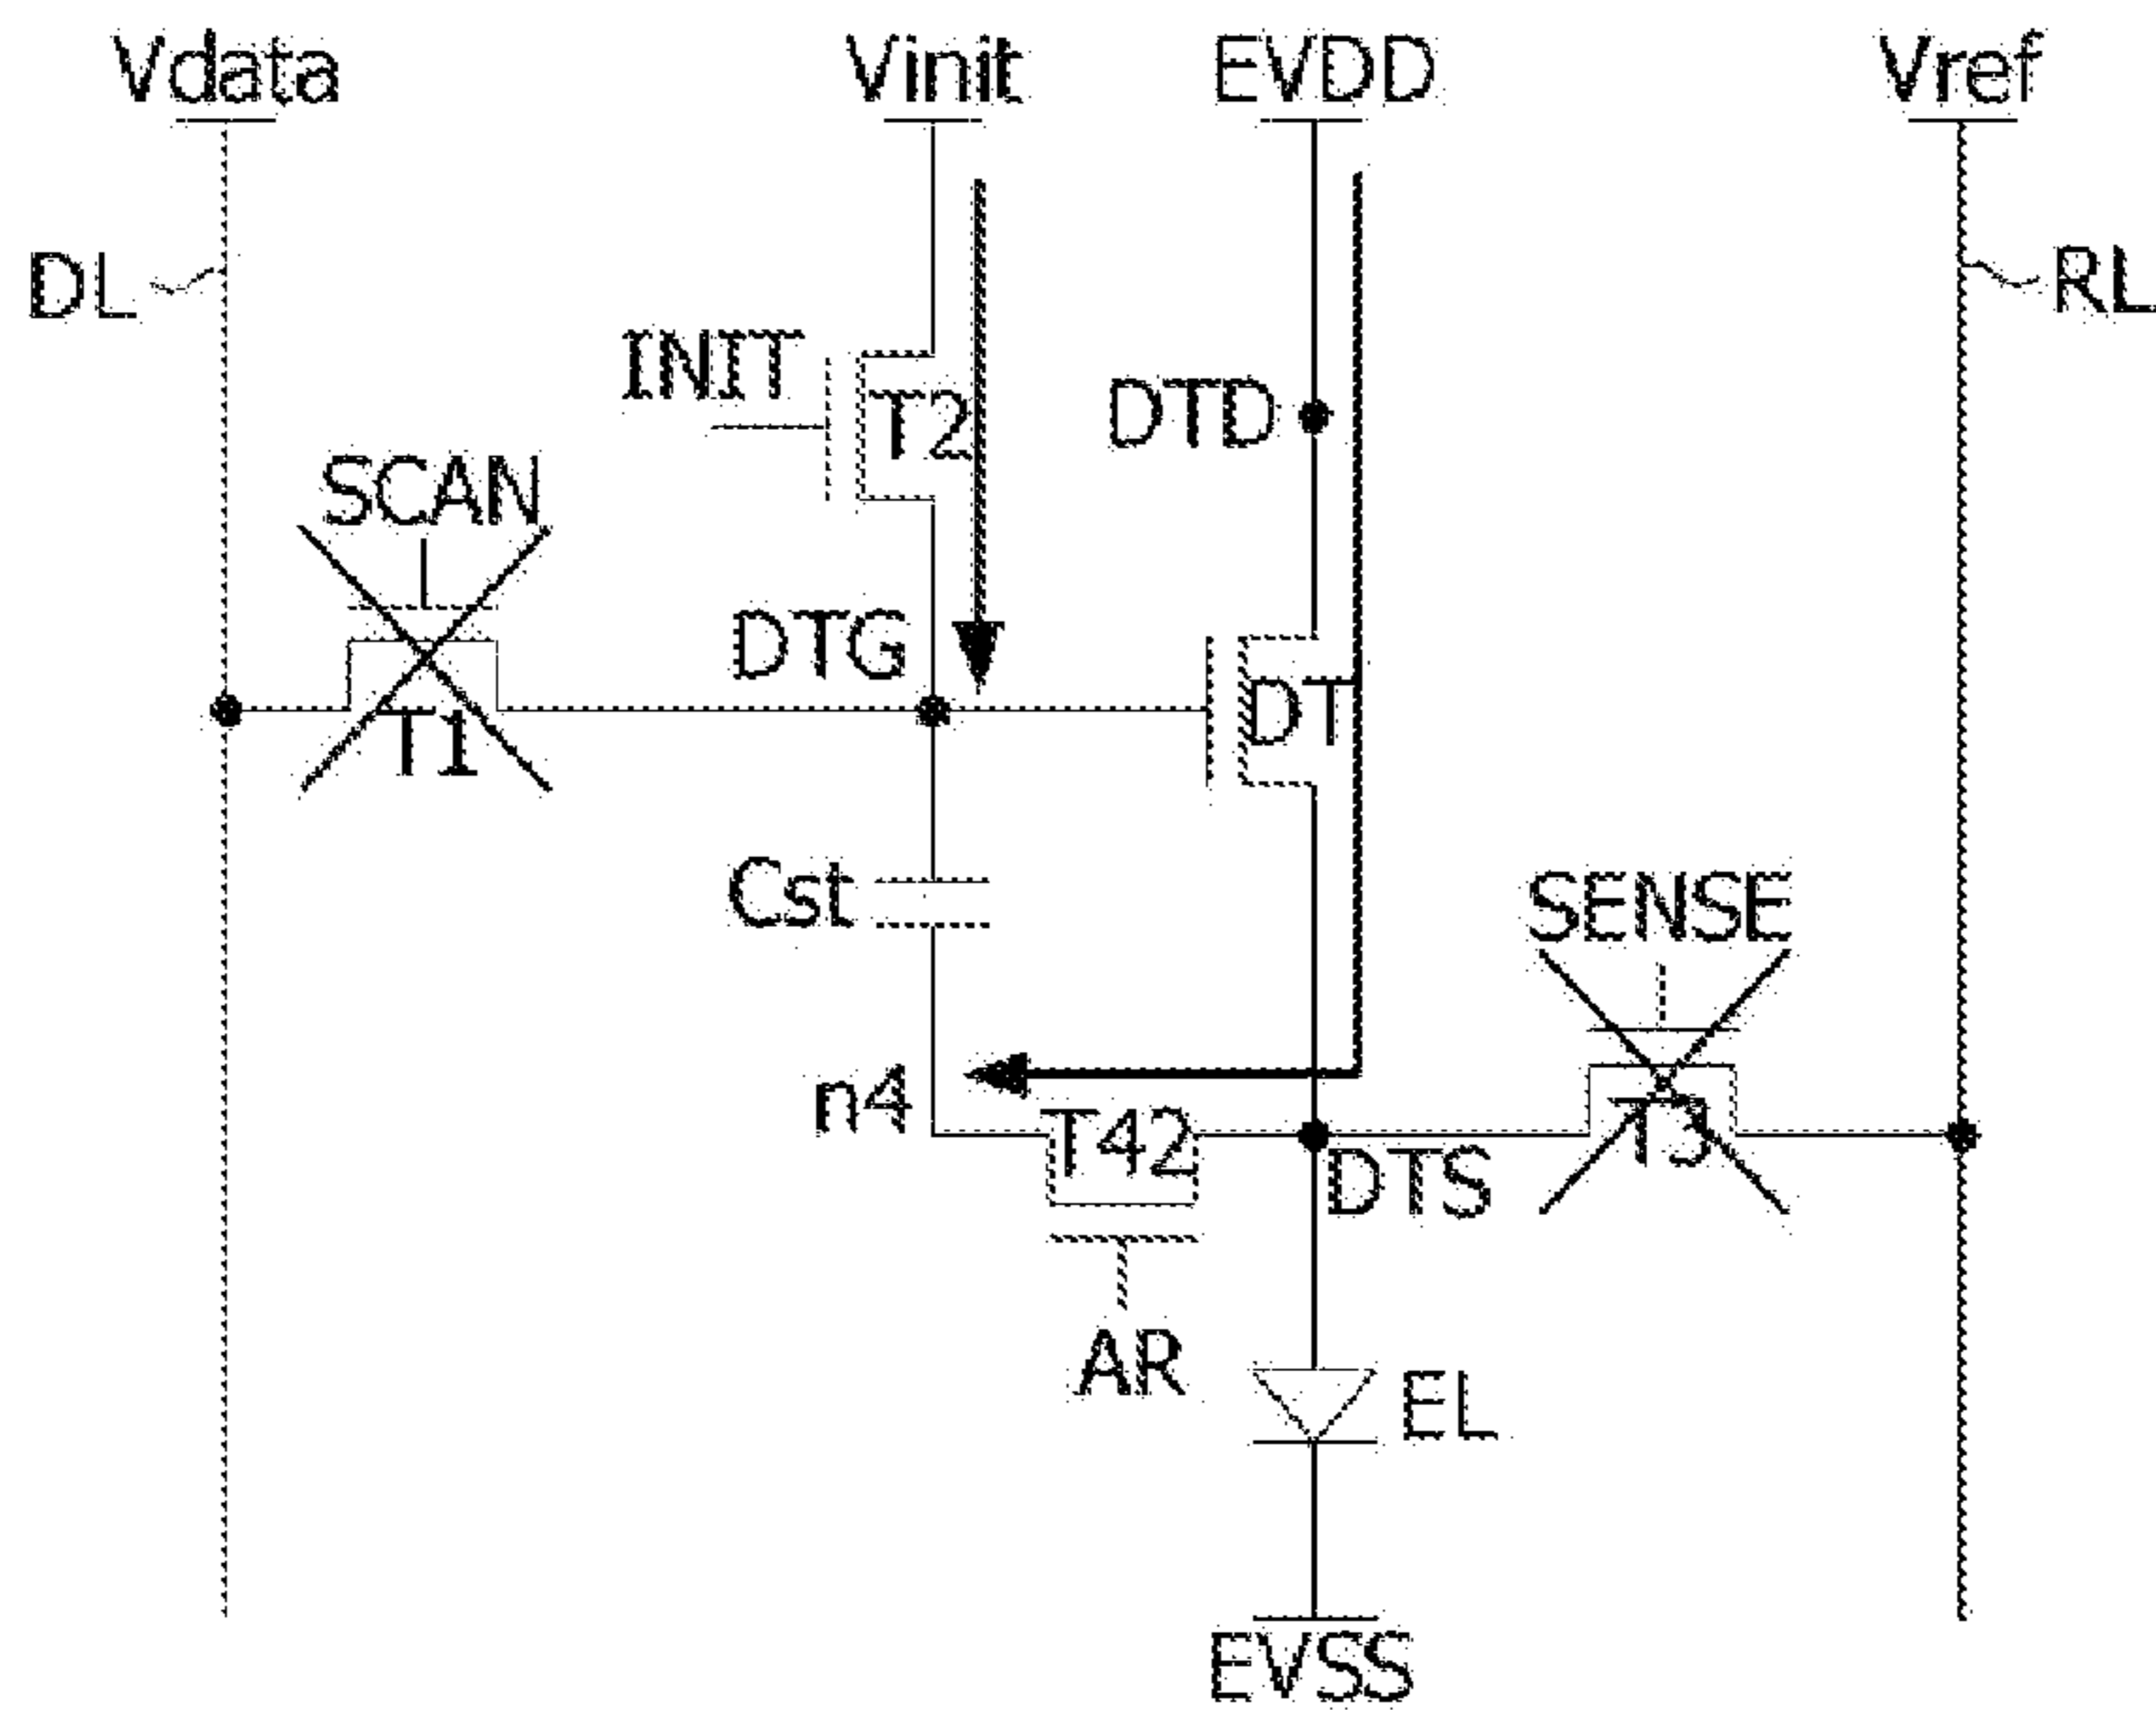 Vdata Vinit EVDD Vref
DL RL
INIT
T2
DTD
SCAN
DTG
DT
T1
Cst
SENSE
n4
T42
T3
DTS
AR
EL
EVSS